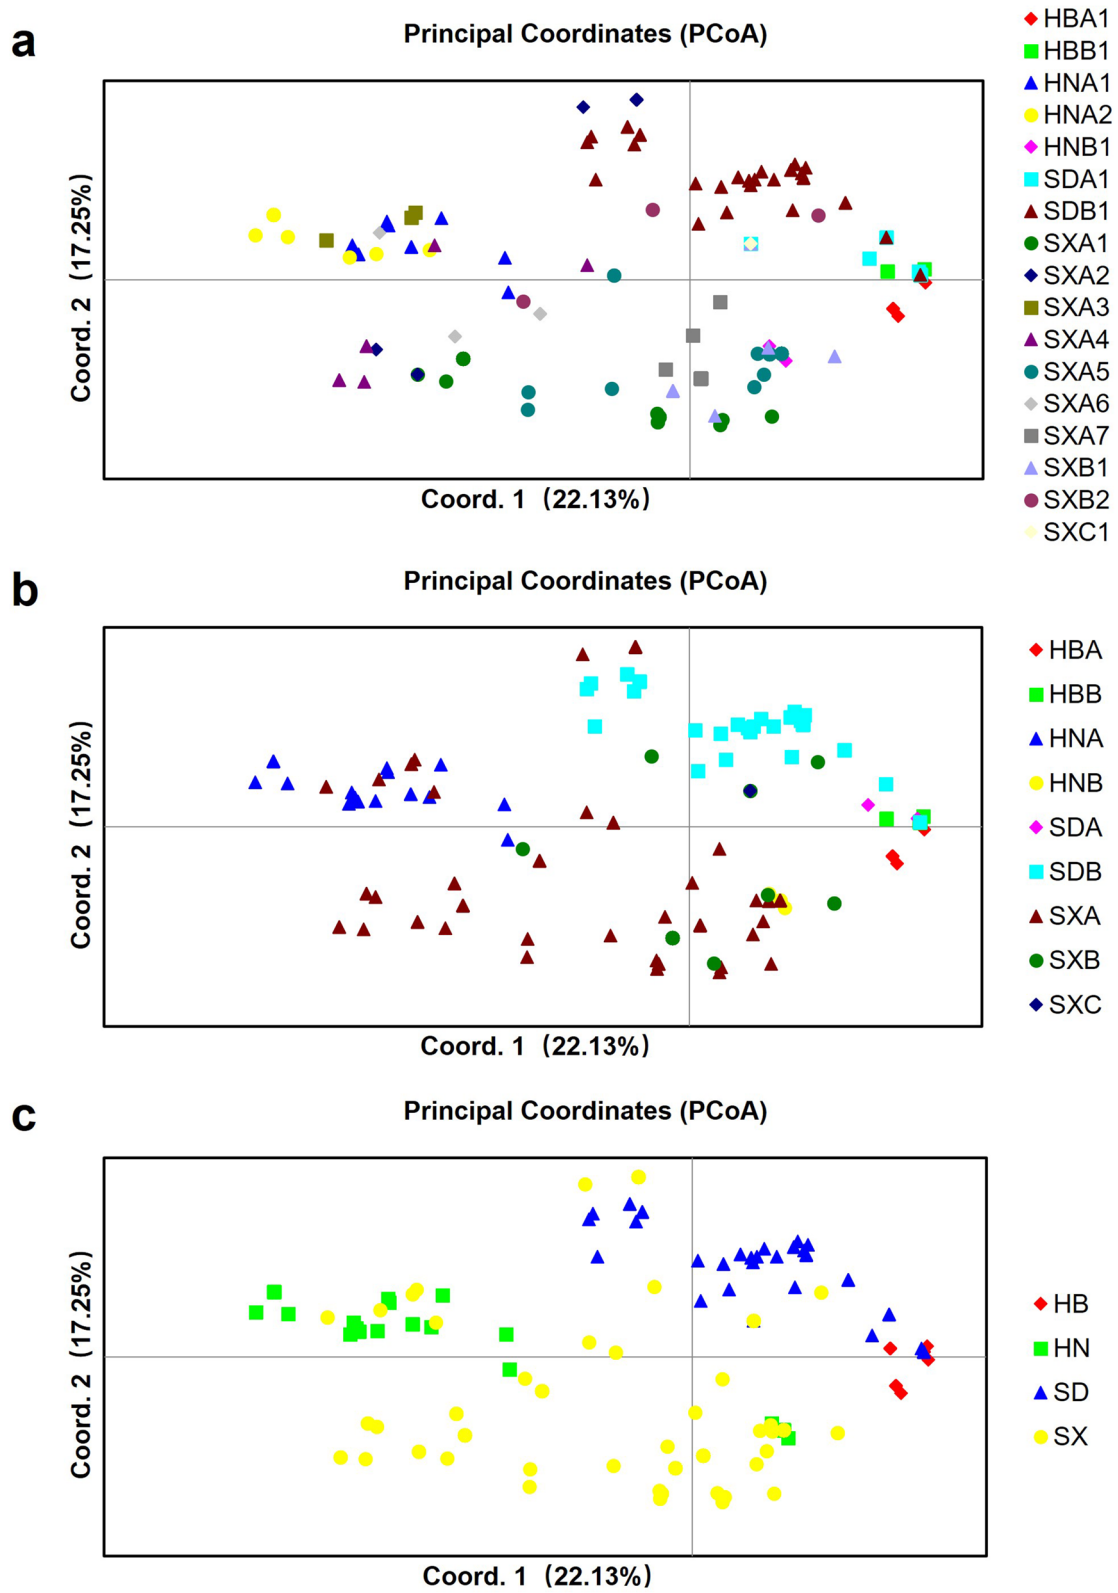 a
Principal Coordinates (PCoA)
Coord. 2 (17.25%)
Coord. 1 (22.13%)
HBA1
HBB1
HNA1
HNA2
HNB1
SDA1
SDB1
SXA1
SXA2
SXA3
SXA4
SXA5
SXA6
SXA7
SXB1
SXB2
SXC1
b
Principal Coordinates (PCoA)
Coord. 2 (17.25%)
Coord. 1 (22.13%)
HBA
HBB
HNA
HNB
SDA
SDB
SXA
SXB
SXC
c
Principal Coordinates (PCoA)
Coord. 2 (17.25%)
Coord. 1 (22.13%)
HB
HN
SD
SX